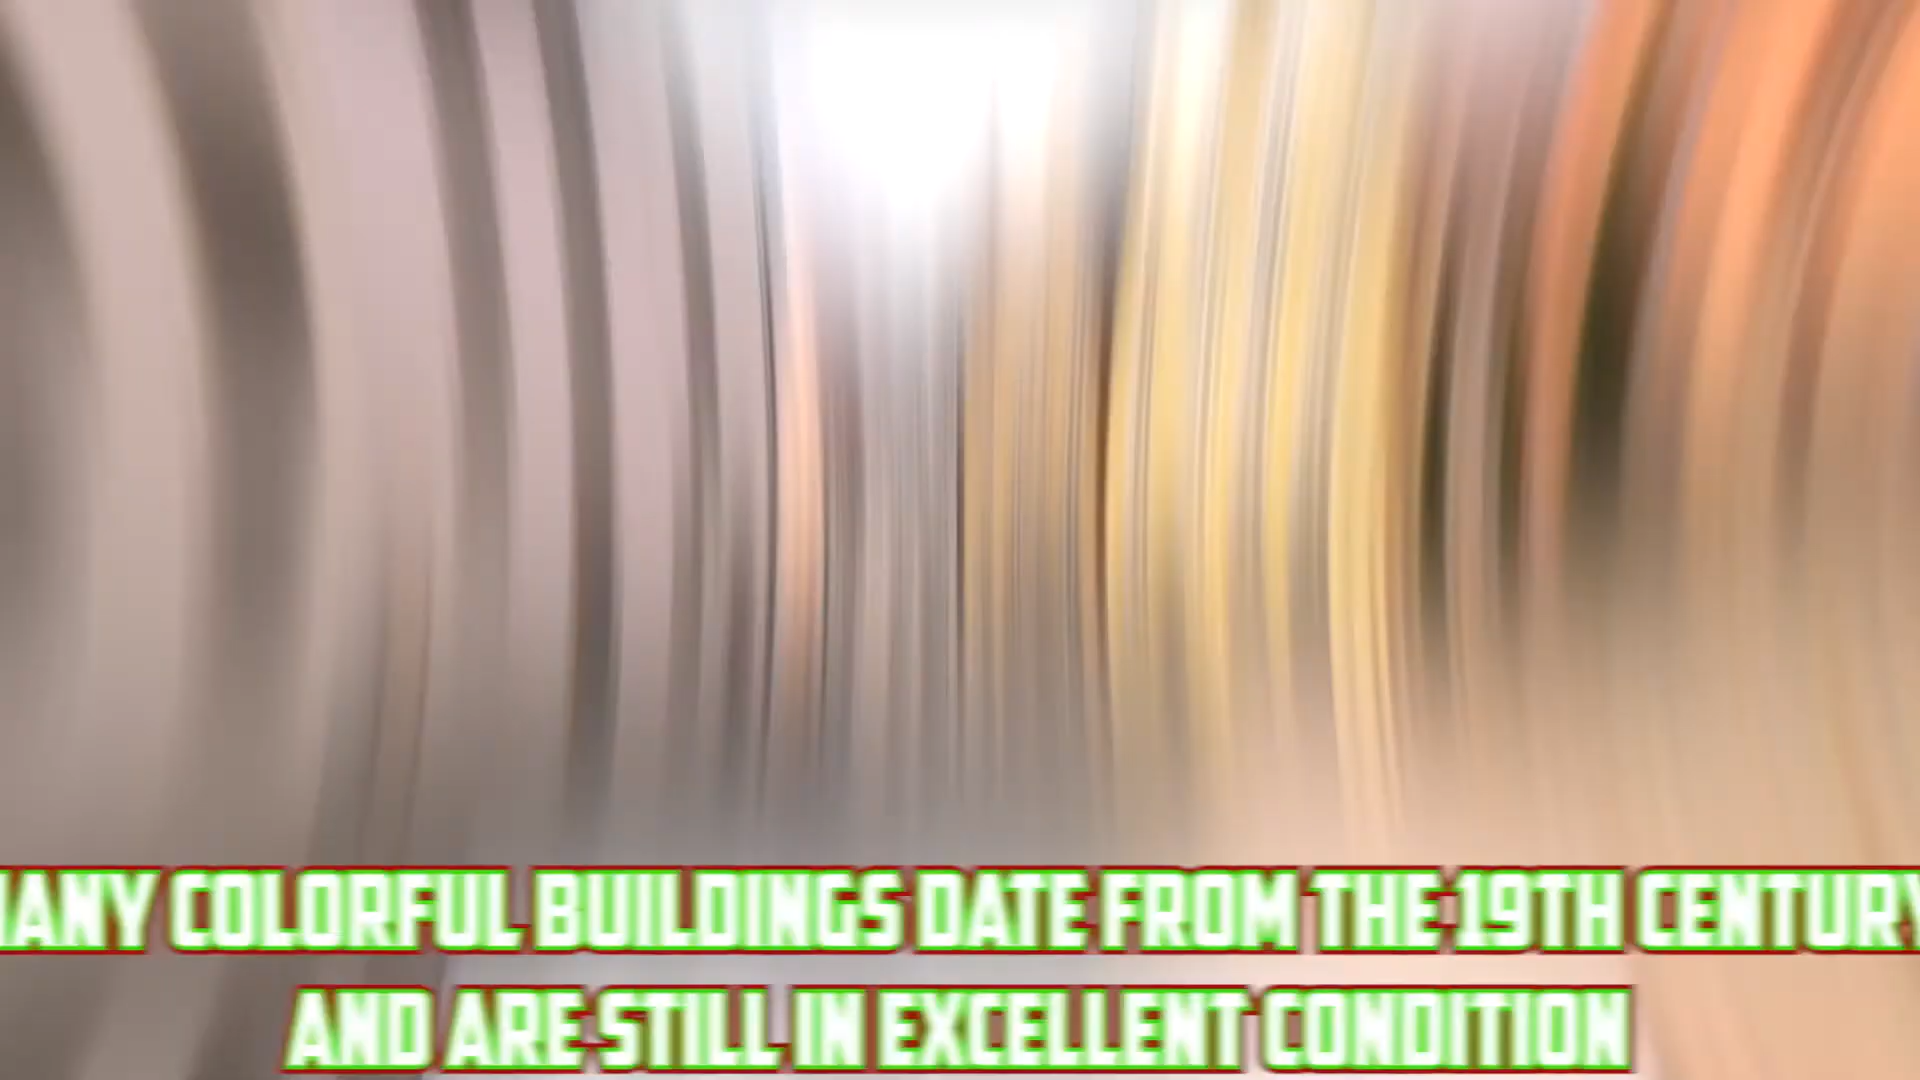 MANY COLORFUL BUILDINGS DATE FROM THE 19TH CENTURY
AND ARE STILL IN EXCELLENT CONDITION